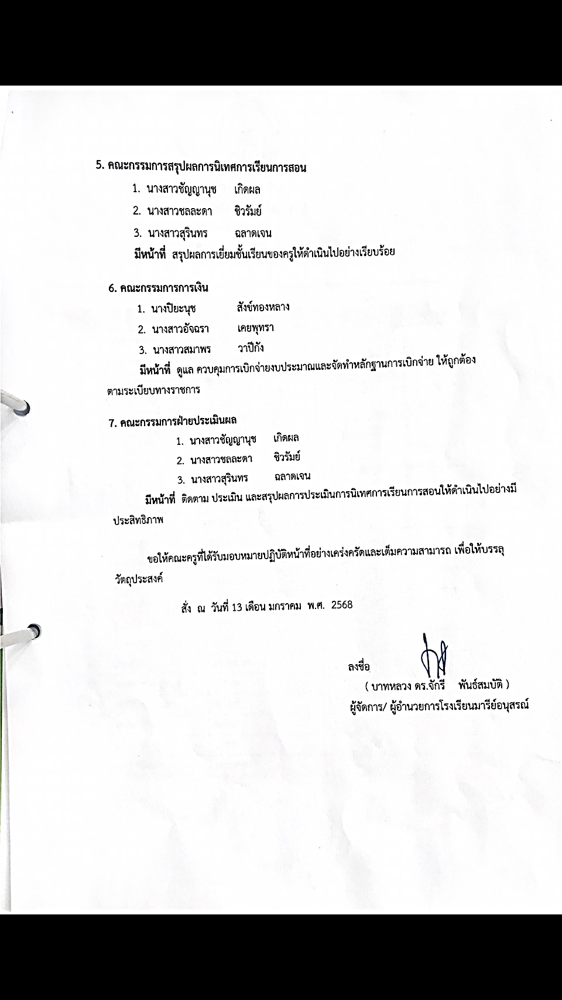 5. คณะกรรมการสรุปผลการนิเทศการเรียนการสอน
1. นางสาวชัญญานุช เกิดผล
2. นางสาวชลละดา ชิวรัมย์
3. นางสาวสุรินทร ฉลาดเจน
มีหน้าที่ สรุปผลการเยี่ยมชั้นเรียนของครูให้ดำเนินไปอย่างเรียบร้อย
6. คณะกรรมการการเงิน
1. นางปิยะนุช สังข์ทองหลาง
2. นางสาวอัจฉรา เคยพุทรา
3. นางสาวสมาพร วาปีกัง
มีหน้าที่ ดูแล ควบคุมการเบิกจ่ายงบประมาณและจัดทำหลักฐานการเบิกจ่าย ให้ถูกต้อง
ตามระเบียบทางราชการ
7. คณะกรรมการฝ่ายประเมินผล
1. นางสาวชัญญานุช เกิดผล
2. นางสาวชลละดา ชิวรัมย์
3. นางสาวสุรินทร ฉลาดเจน
มีหน้าที่ ติดตาม ประเมิน และสรุปผลการประเมินการนิเทศการเรียนการสอนให้ดำเนินไปอย่างมี
ประสิทธิภาพ
ขอให้คณะครูที่ได้รับมอบหมายปฏิบัติหน้าที่อย่างเคร่งครัดและเต็มความสามารถ เพื่อให้บรรลุ
วัตถุประสงค์
สั่ง ณ วันที่ 13 เดือน มกราคม พ.ศ. 2568
ลงชื่อ
( บาทหลวง ดร.จักรี พันธ์สมบัติ )
ผู้จัดการ/ ผู้อำนวยการโรงเรียนมารีย์อนุสรณ์